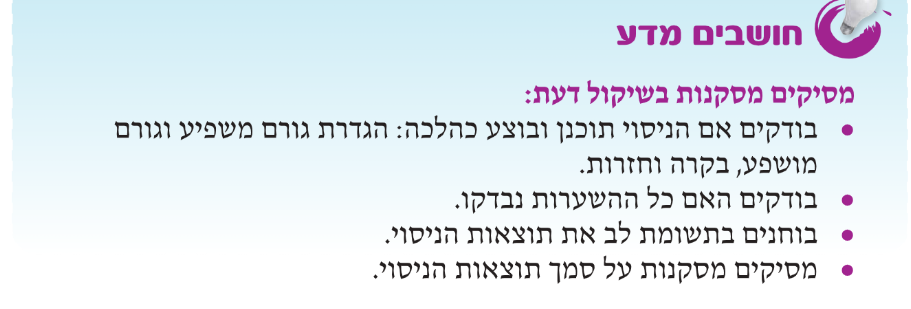 חושבים מדע
מסיקים מסקנות בשיקול דעת:
• בודקים אם הניסוי תוכנן ובוצע כהלכה: הגדרת גורם משפיע וגורם
מושפע, בקרה וחזרות.
• בודקים האם כל ההשערות נבדקו.
• בוחנים בתשומת לב את תוצאות הניסוי.
• מסיקים מסקנות על סמך תוצאות הניסוי.